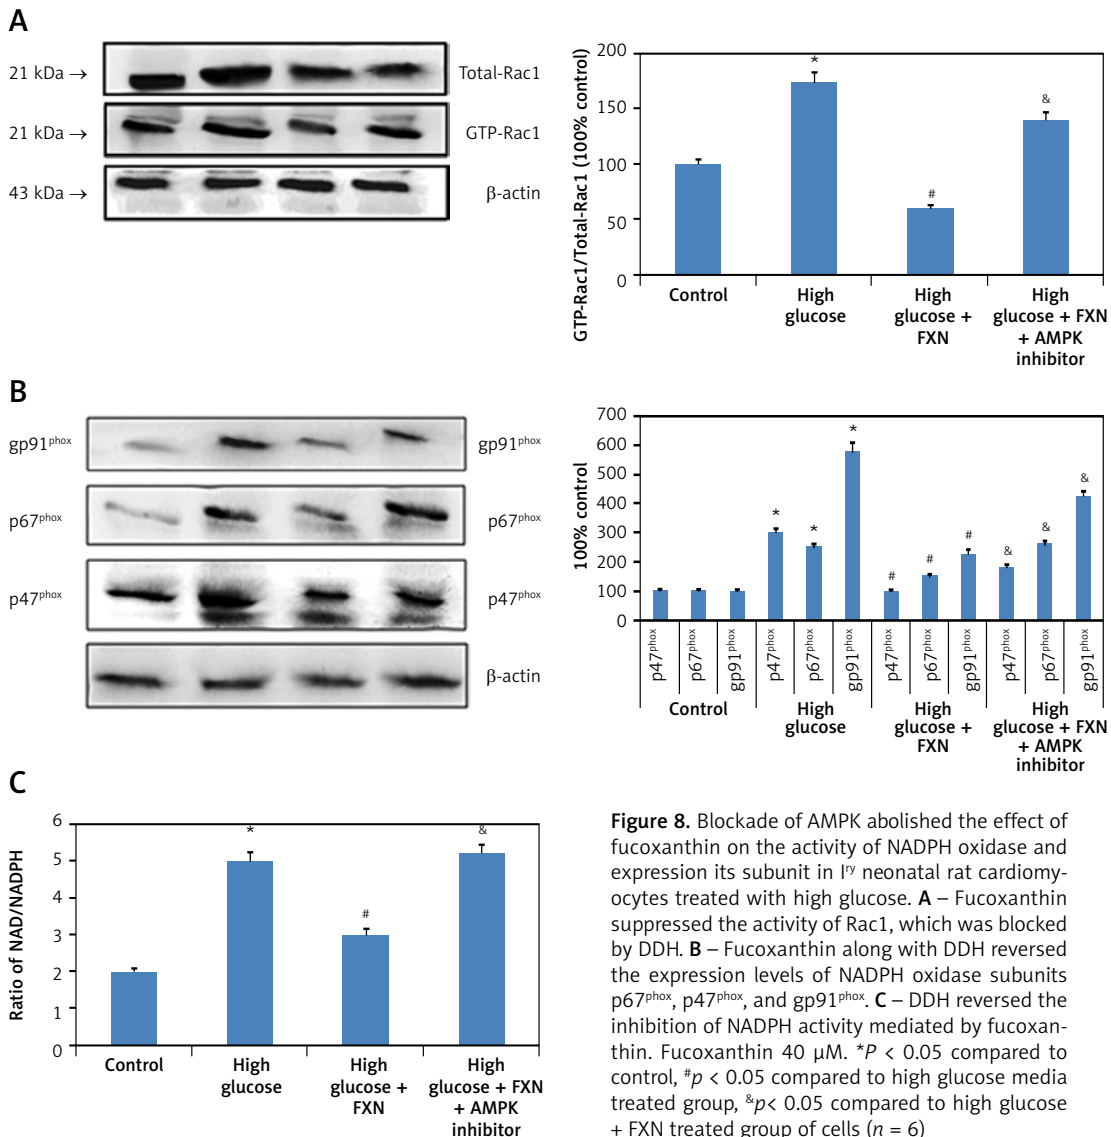 A
21 kDa → Total-Rac1
21 kDa → GTP-Rac1
43 kDa → β-actin
GTP-Rac1/Total-Rac1 (100% control)
200
150
100
50
0
*
#
&
Control
High
glucose
High
glucose +
FXN
High
glucose + FXN
+ AMPK
inhibitor
B
gp91phox gp91phox
p67phox p67phox
p47phox p47phox
β-actin
100% control
700
600
500
400
300
200
100
0
* * *
# # #
& & &
p47phox p67phox gp91phox p47phox p67phox gp91phox p47phox p67phox gp91phox p47phox p67phox gp91phox
Control
High
glucose
High
glucose +
FXN
High
glucose + FXN
+ AMPK
inhibitor
C
Ratio of NAD/NADPH
6
5
4
3
2
1
0
*
#
&
Control
High
glucose
High
glucose +
FXN
High
glucose + FXN
+ AMPK
inhibitor
Figure 8. Blockade of AMPK abolished the effect of
fucoxanthin on the activity of NADPH oxidase and
expression its subunit in Iry neonatal rat cardiomy-
ocytes treated with high glucose. A – Fucoxanthin
suppressed the activity of Rac1, which was blocked
by DDH. B – Fucoxanthin along with DDH reversed
the expression levels of NADPH oxidase subunits
p67phox, p47phox, and gp91phox. C – DDH reversed the
inhibition of NADPH activity mediated by fucoxan-
thin. Fucoxanthin 40 μM. *P < 0.05 compared to
control, #p < 0.05 compared to high glucose media
treated group, &p< 0.05 compared to high glucose
+ FXN treated group of cells (n = 6)